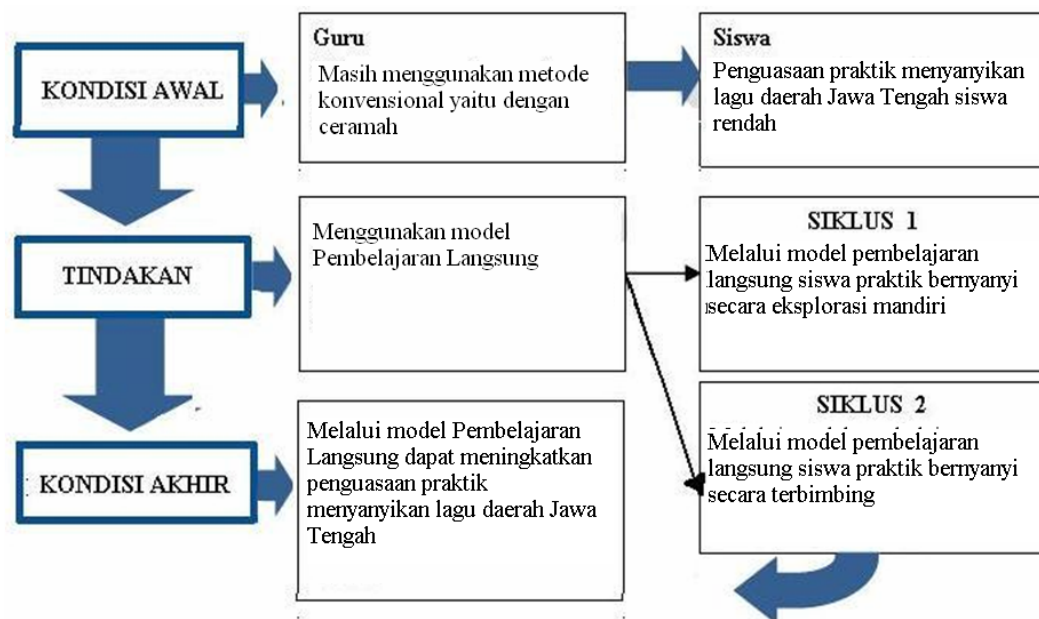 KONDISI AWAL
Guru
Masih menggunakan metode
konvensional yaitu dengan
ceramah
Siswa
Penguasaan praktik menyanyikan
lagu daerah Jawa Tengah siswa
rendah
TINDAKAN
Menggunakan model
Pembelajaran Langsung
SIKLUS 1
Melalui model pembelajaran
langsung siswa praktik bernyanyi
secara eksplorasi mandiri
SIKLUS 2
Melalui model pembelajaran
langsung siswa praktik bernyanyi
secara terbimbing
KONDISI AKHIR
Melalui model Pembelajaran
Langsung dapat meningkatkan
penguasaan praktik
menyanyikan lagu daerah Jawa
Tengah